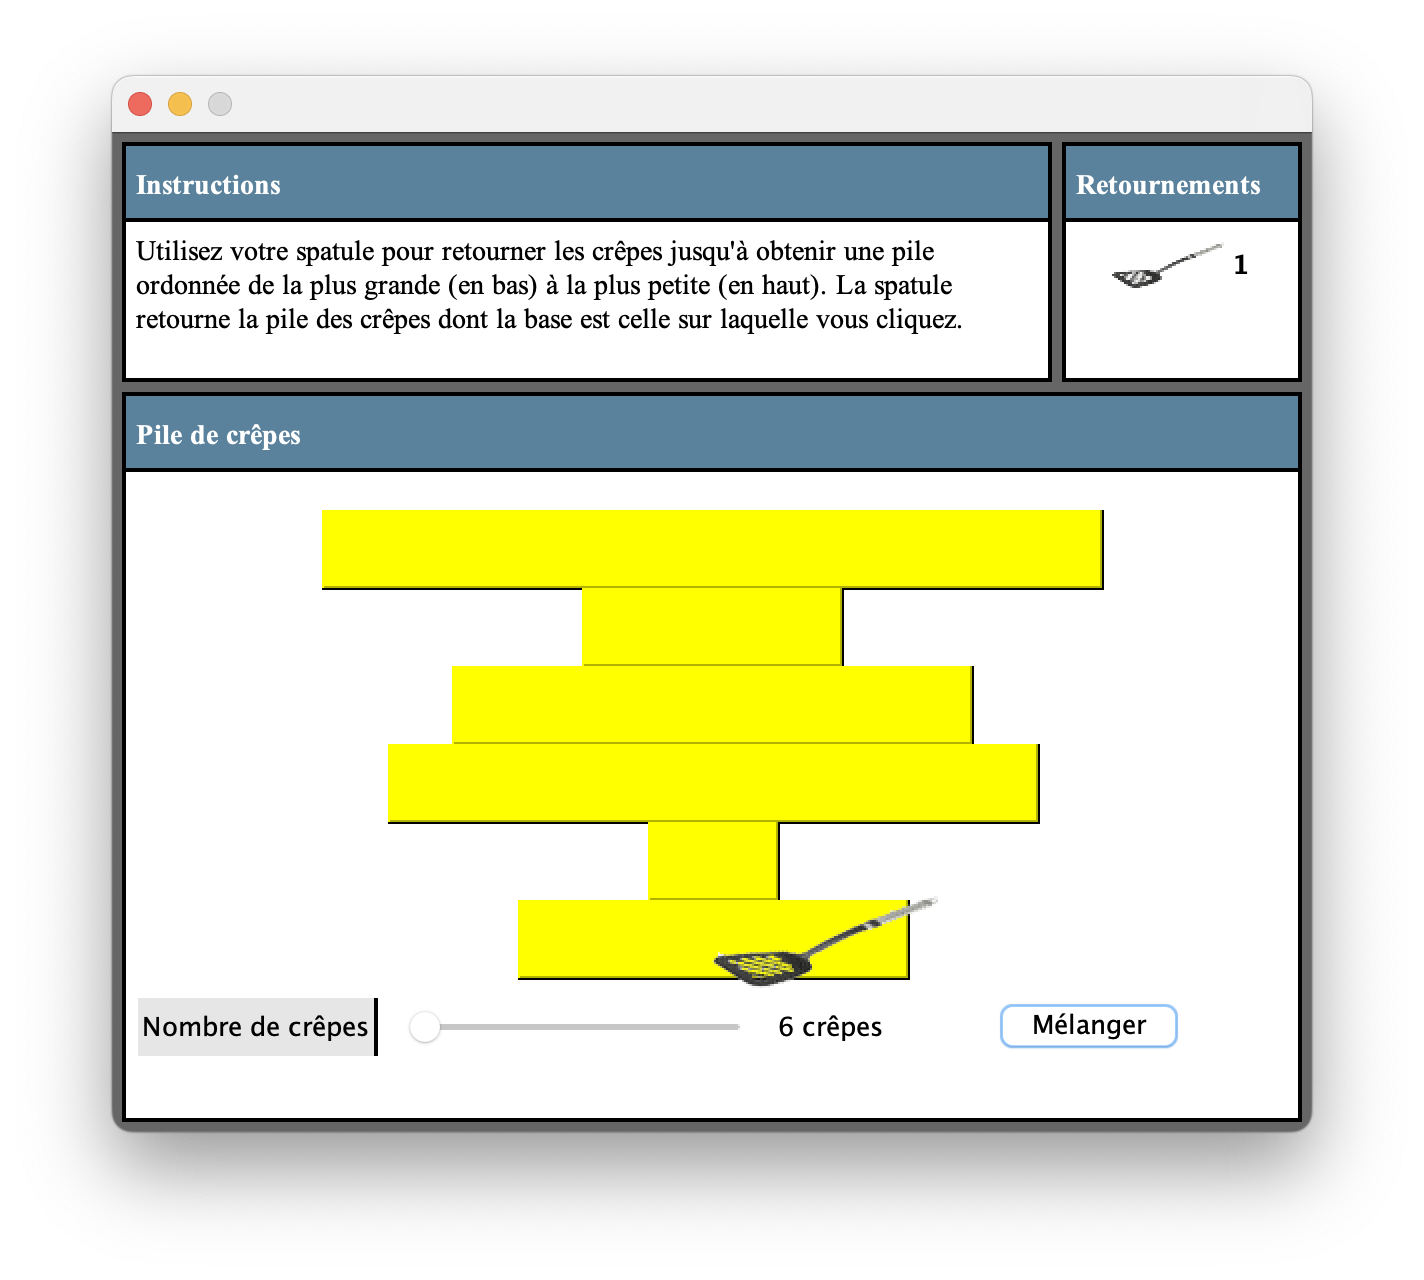 Instructions
Retournements
Utilisez votre spatule pour retourner les crêpes jusqu'à obtenir une pile
ordonnée de la plus grande (en bas) à la plus petite (en haut). La spatule
retourne la pile des crêpes dont la base est celle sur laquelle vous cliquez.
1
Pile de crêpes
Nombre de crêpes
6 crêpes
Mélanger